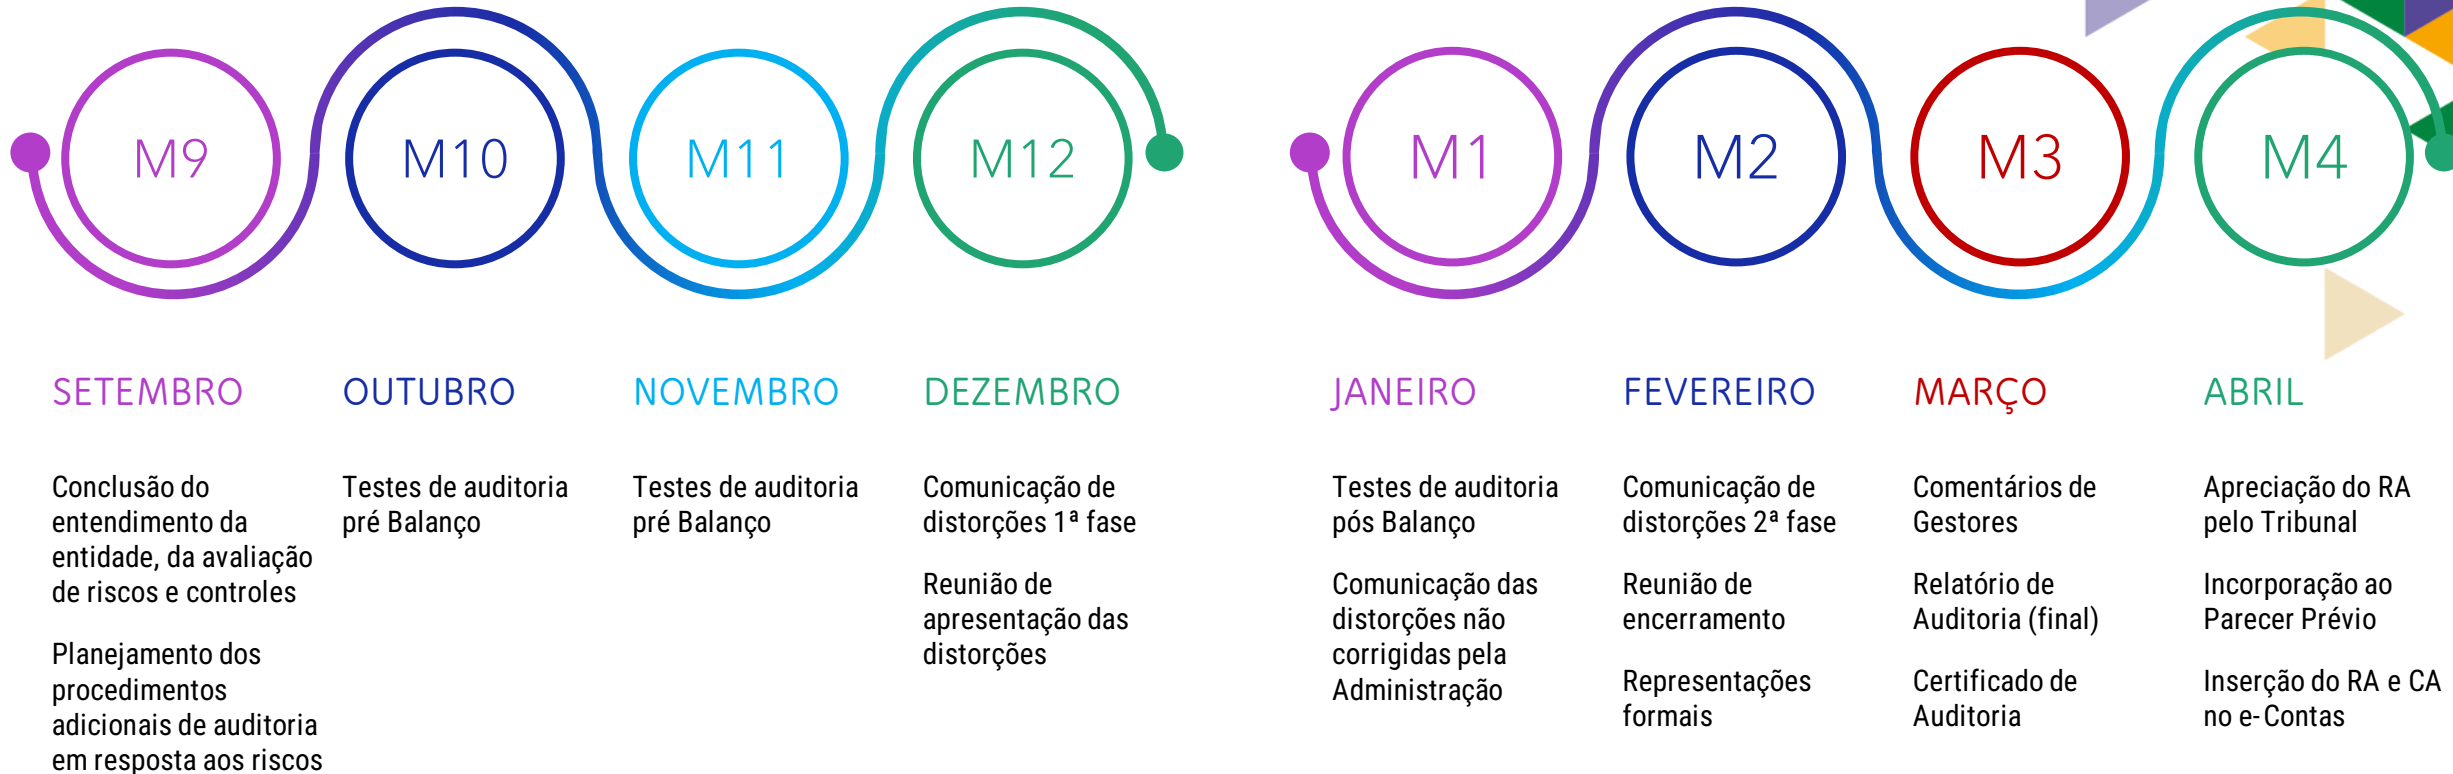 M9
M10
M11
M12
M1
M2
M3
M4
SETEMBRO
Conclusão do
entendimento da
entidade, da avaliação
de riscos e controles
Planejamento dos
procedimentos
adicionais de auditoria
em resposta aos riscos
OUTUBRO
Testes de auditoria
pré Balanço
NOVEMBRO
Testes de auditoria
pré Balanço
DEZEMBRO
Comunicação de
distorções 1ª fase
Reunião de
apresentação das
distorções
JANEIRO
Testes de auditoria
pós Balanço
Comunicação das
distorções não
corrigidas pela
Administração
FEVEREIRO
Comunicação de
distorções 2ª fase
Reunião de
encerramento
Representações
formais
MARÇO
Comentários de
Gestores
Relatório de
Auditoria (final)
Certificado de
Auditoria
ABRIL
Apreciação do RA
pelo Tribunal
Incorporação ao
Parecer Prévio
Inserção do RA e CA
no e-Contas